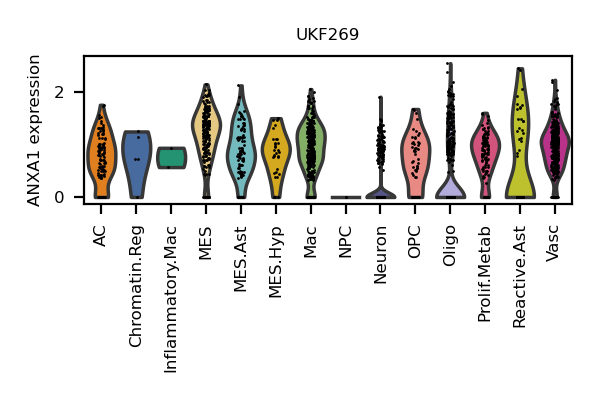 UKF269
ANXA1 expression
2
0
AC
Chromatin.Reg
Inflammatory.Mac
MES
MES.Ast
MES.Hyp
Mac
NPC
Neuron
OPC
Oligo
Prolif.Metab
Reactive.Ast
Vasc